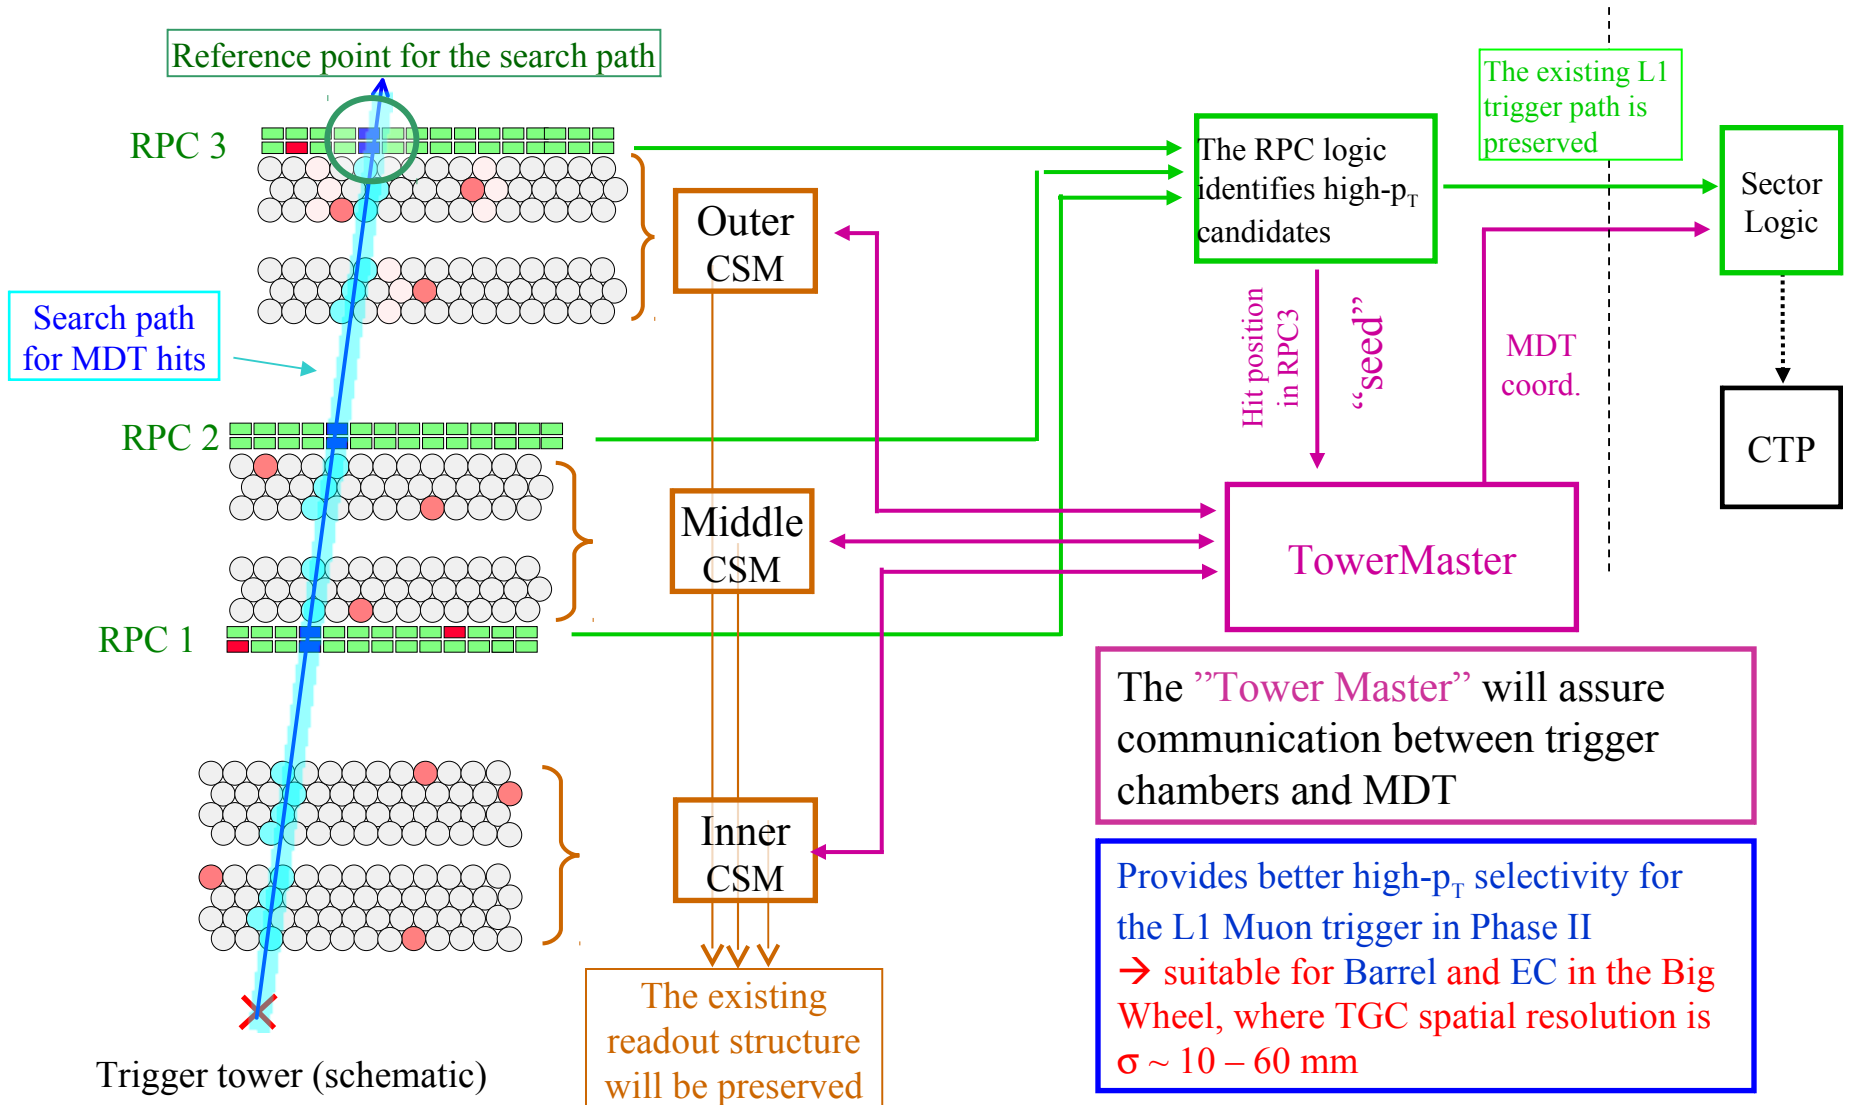 Reference point for the search path
RPC 3
Search path
for MDT hits
RPC 2
RPC 1
Trigger tower (schematic)
Outer
CSM
Middle
CSM
Inner
CSM
The existing
readout structure
will be preserved
The RPC logic
identifies high-pT
candidates
The existing L1
trigger path is
preserved
Sector
Logic
CTP
Hit position
in RPC3
“seed”
MDT
coord.
TowerMaster
The ”Tower Master” will assure
communication between trigger
chambers and MDT
Provides better high-pT selectivity for
the L1 Muon trigger in Phase II
→ suitable for Barrel and EC in the Big
Wheel, where TGC spatial resolution is
σ ~ 10 – 60 mm